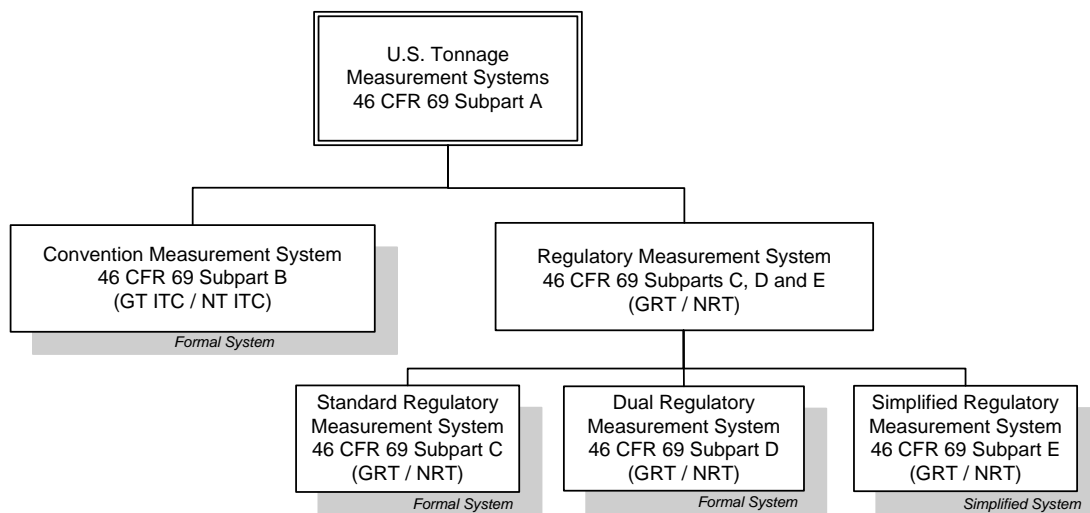 U.S. Tonnage
Measurement Systems
46 CFR 69 Subpart A
Convention Measurement System
46 CFR 69 Subpart B
(GT ITC / NT ITC)
Formal System
Regulatory Measurement System
46 CFR 69 Subparts C, D and E
(GRT / NRT)
Standard Regulatory
Measurement System
46 CFR 69 Subpart C
(GRT / NRT)
Formal System
Dual Regulatory
Measurement System
46 CFR 69 Subpart D
(GRT / NRT)
Formal System
Simplified Regulatory
Measurement System
46 CFR 69 Subpart E
(GRT / NRT)
Simplified System